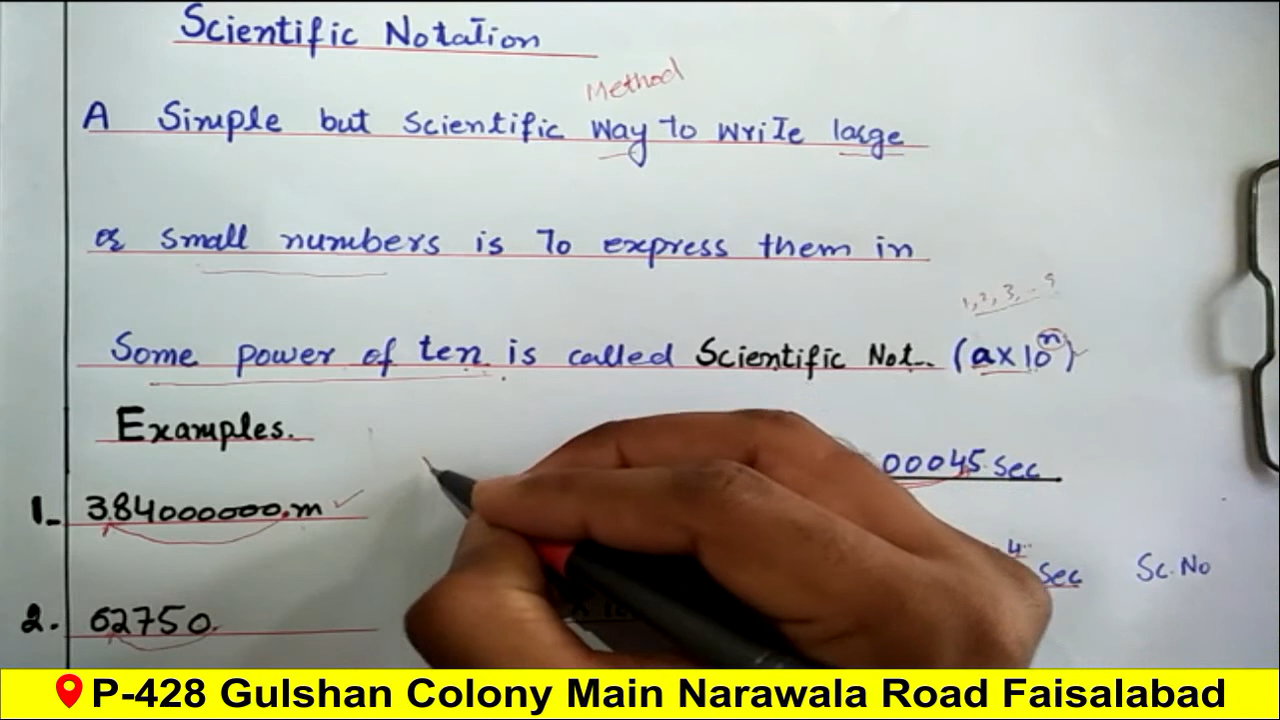 Scientific Notation
Method
A Simple but Scientific way to write large
or small numbers is To express them in
1, 2, 3, .. 9
Some power of ten is called Scientific Not.. (a×10ⁿ)
Examples.
00045 Sec
1. 384000000.m
4
Sec Sc. No
2. 62750.
P-428 Gulshan Colony Main Narawala Road Faisalabad